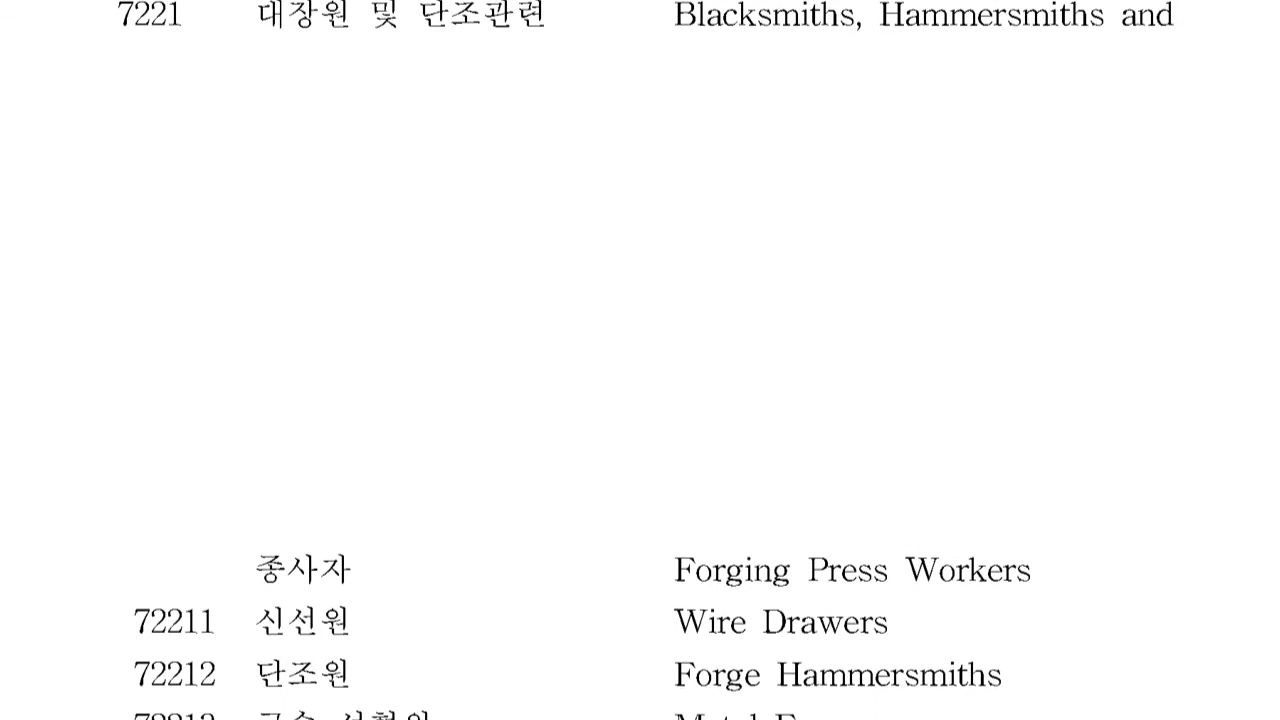 7221 대장원 및 단조관련 Blacksmiths, Hammersmiths and
종사자 Forging Press Workers
72211 신선원 Wire Drawers
72212 단조원 Forge Hammersmiths